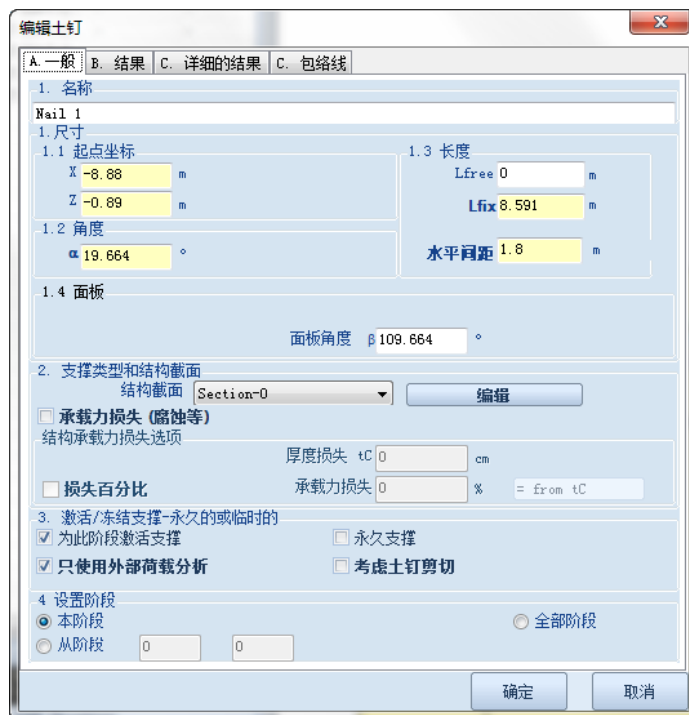 编辑土钉
A.一般 B. 结果 C. 详细的结果 C. 包络线
1. 名称
Nail 1
1.尺寸
1.1 起点坐标
X -8.88 m
Z -0.89 m
1.2 角度
α 19.664 °
1.3 长度
Lfree 0 m
Lfix 8.591 m
水平间距 1.8 m
1.4 面板
面板角度 β 109.664 °
2. 支撑类型和结构截面
结构截面 Section-0 编辑
承载力损失 (腐蚀等)
结构承载力损失选项
厚度损失 tC 0 cm
损失百分比 承载力损失 0 % = from tC
3. 激活/冻结支撑-永久的或临时的
为此阶段激活支撑 永久支撑
只使用外部荷载分析 考虑土钉剪切
4 设置阶段
本阶段 全部阶段
从阶段 0 0
确定 取消